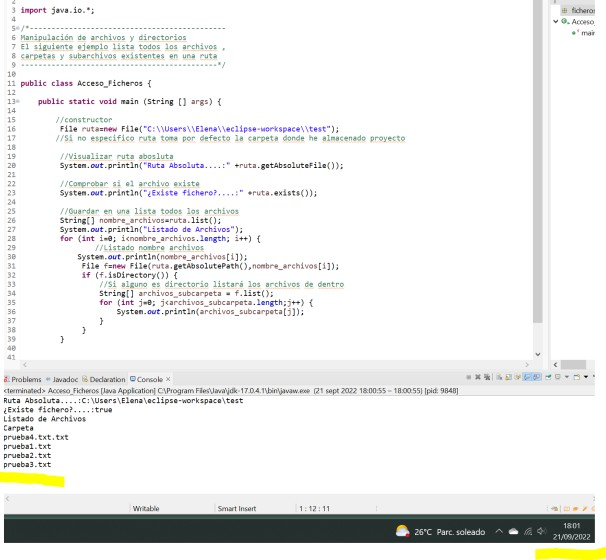 3 import java.io.*;
4
5 /*---------------------------------------------
6 Manipulación de archivos y directorios
7 El siguiente ejemplo lista todos los archivos ,
8 carpetas y subarchivos existentes en una ruta
9 --------------------------------------------*/
10
11 public class Acceso_Ficheros {
12
13 public static void main (String [] args) {
14
15 //constructor
16 File ruta=new File("C:\\Users\\Elena\\eclipse-workspace\\test");
17 //Si no especifico ruta toma por defecto la carpeta donde he almacenado proyecto
18
19 //Visualizar ruta abosluta
20 System.out.println("Ruta Absoluta....:" +ruta.getAbsoluteFile());
21
22 //Comprobar si el archivo existe
23 System.out.println("¿Existe fichero?....:" +ruta.exists());
24
25 //Guardar en una lista todos los archivos
26 String[] nombre_archivos=ruta.list();
27 System.out.println("Listado de Archivos");
28 for (int i=0; i<nombre_archivos.length; i++) {
29 //Listado nombre archivos
30 System.out.println(nombre_archivos[i]);
31 File f=new File(ruta.getAbsolutePath(),nombre_archivos[i]);
32 if (f.isDirectory()) {
33 //Si alguno es directorio listará los archivos de dentro
34 String[] archivos_subcarpeta = f.list();
35 for (int j=0; j<archivos_subcarpeta.length;j++) {
36 System.out.println(archivos_subcarpeta[j]);
37 }
38 }
39 }
40
41
ficheros
Acceso_
main
Problems Javadoc Declaration Console
<terminated> Acceso_Ficheros [Java Application] C:\Program Files\Java\jdk-17.0.4.1\bin\javaw.exe (21 sept 2022 18:00:55 – 18:00:55) [pid: 9848]
Ruta Absoluta....:C:\Users\Elena\eclipse-workspace\test
¿Existe fichero?....:true
Listado de Archivos
Carpeta
prueba4.txt.txt
prueba1.txt
prueba2.txt
prueba3.txt
Writable Smart Insert 1 : 12 : 11
26°C Parc. soleado 18:01
21/09/2022